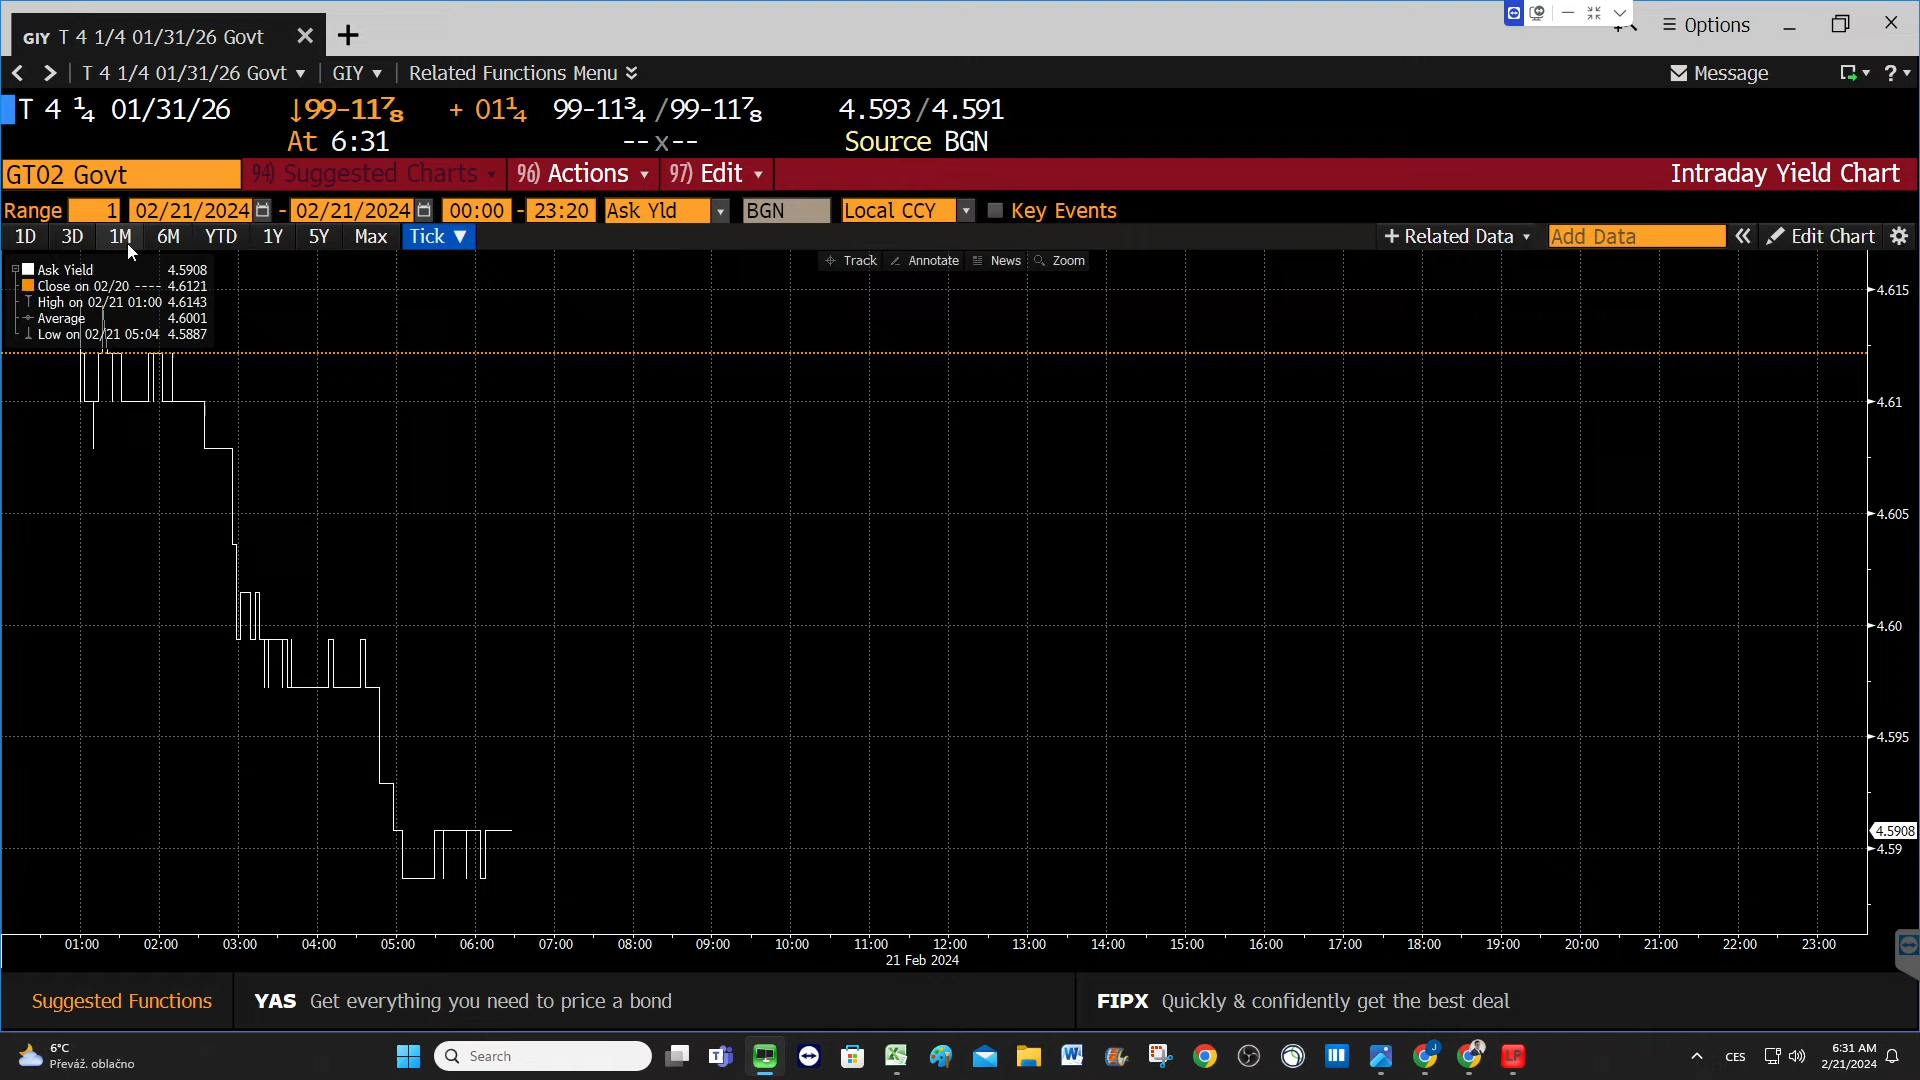 GIY T 4 1/4 01/31/26 Govt
Options
T 4 1/4 01/31/26 Govt
GIY
Related Functions Menu
Message
?
T 4 ¼ 01/31/26 ↓99-11⅞ + 01¼ 99-11¾ / 99-11⅞ 4.593 / 4.591
At 6:31 -- x -- Source BGN
GT02 Govt
94) Suggested Charts
96) Actions
97) Edit
Intraday Yield Chart
Range 1 02/21/2024 - 02/21/2024 00:00 - 23:20 Ask Yld BGN Local CCY Key Events
1D 3D 1M 6M YTD 1Y 5Y Max Tick ▼
+ Related Data
Add Data
« Edit Chart
Track Annotate News Zoom
Ask Yield 4.5908
Close on 02/20 ---- 4.6121
High on 02/21 01:00 4.6143
Average 4.6001
Low on 02/21 05:04 4.5887
4.615
4.61
4.605
4.60
4.595
4.5908
4.59
01:00 02:00 03:00 04:00 05:00 06:00 07:00 08:00 09:00 10:00 11:00 12:00 13:00 14:00 15:00 16:00 17:00 18:00 19:00 20:00 21:00 22:00 23:00
21 Feb 2024
Suggested Functions
YAS Get everything you need to price a bond
FIPX Quickly & confidently get the best deal
6°C
Převáž. oblačno
Search
LP
CES
6:31 AM
2/21/2024